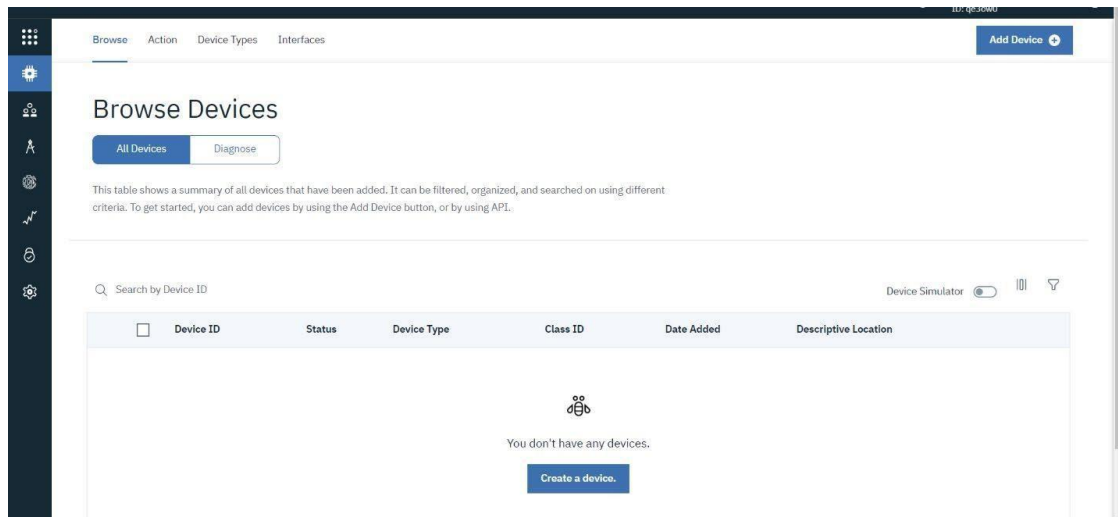 ID: qe38w0
Browse Action Device Types Interfaces
Add Device
Browse Devices
All Devices Diagnose
This table shows a summary of all devices that have been added. It can be filtered, organized, and searched on using different
criteria. To get started, you can add devices by using the Add Device button, or by using API.
Search by Device ID
Device Simulator
Device ID Status Device Type Class ID Date Added Descriptive Location
You don't have any devices.
Create a device.